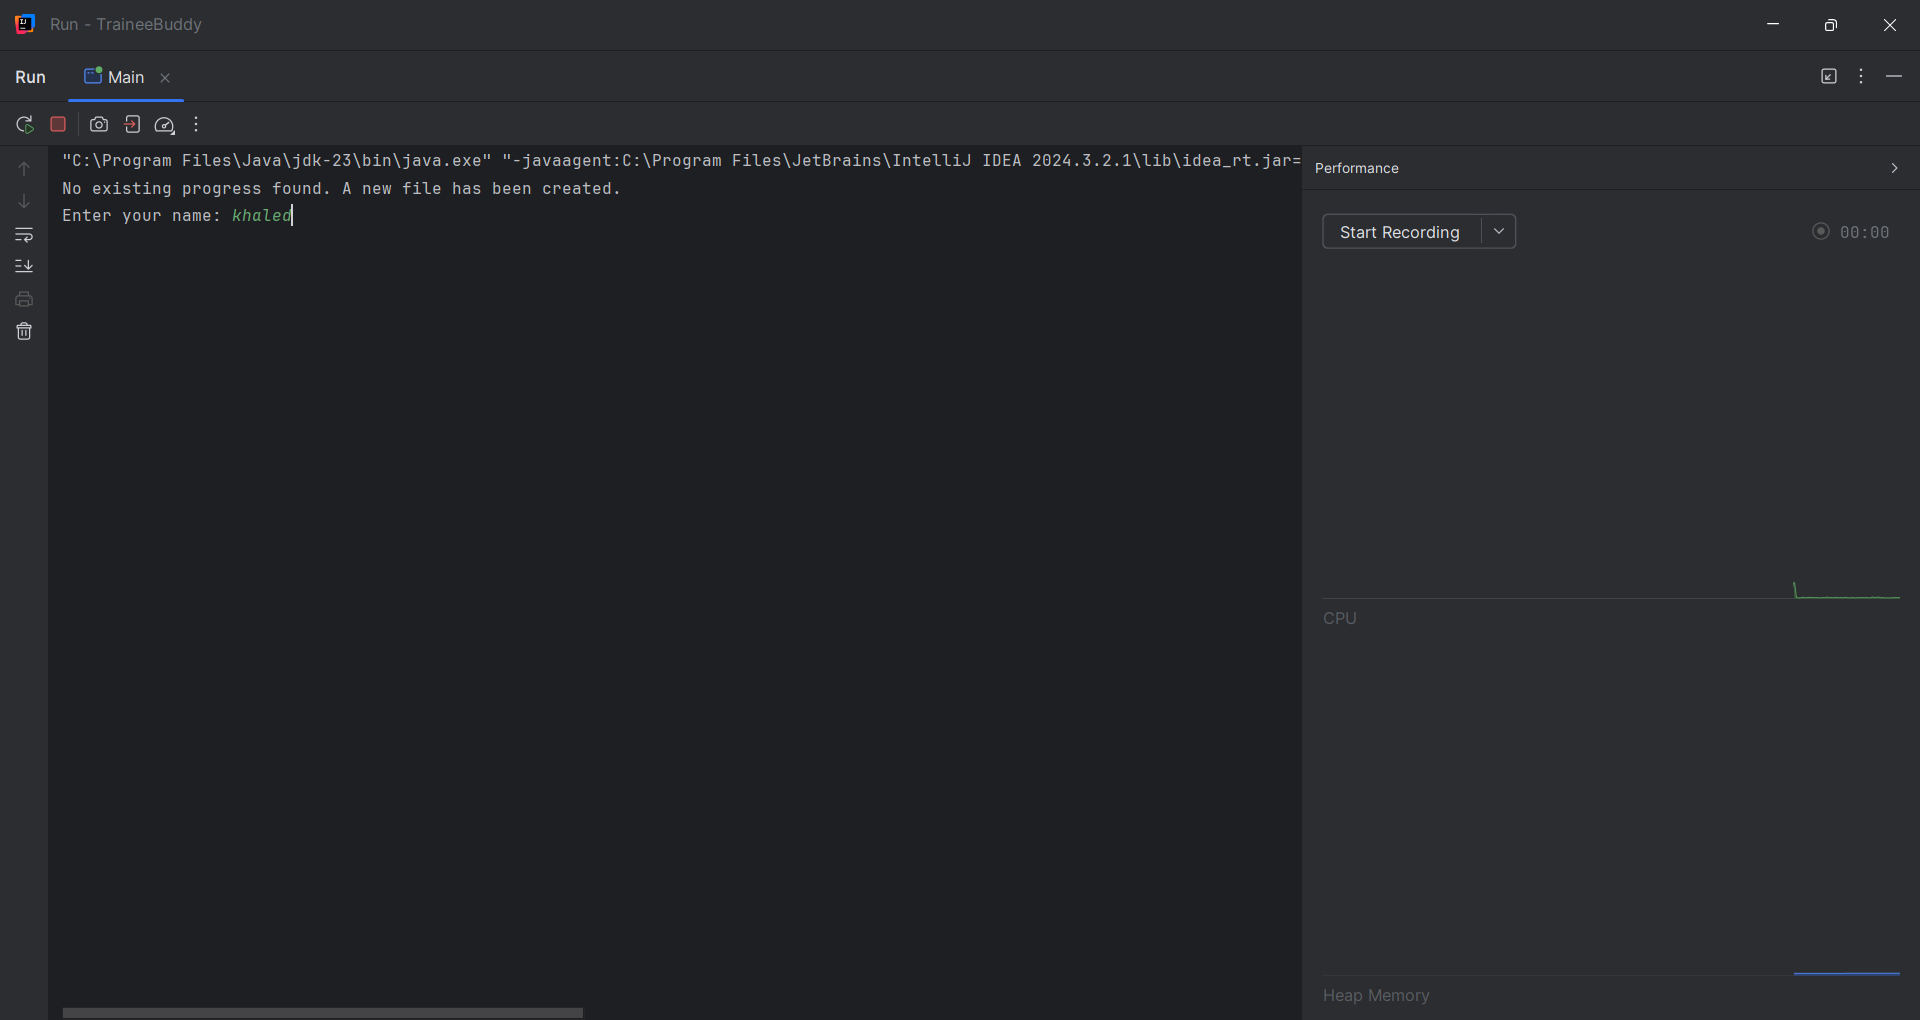 Run - TraineeBuddy
Run Main
"C:\Program Files\Java\jdk-23\bin\java.exe" "-javaagent:C:\Program Files\JetBrains\IntelliJ IDEA 2024.3.2.1\lib\idea_rt.jar=
No existing progress found. A new file has been created.
Enter your name: khaled
Performance
Start Recording 00:00
CPU
Heap Memory